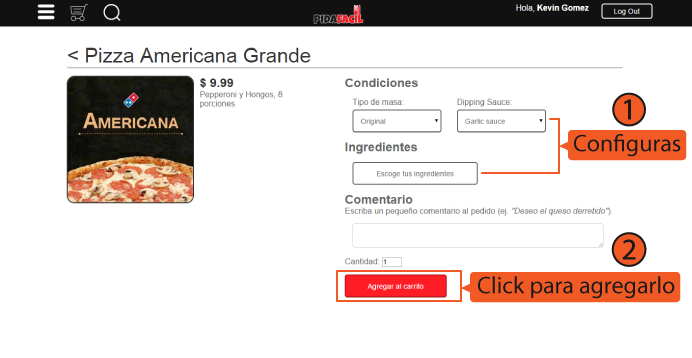 PIDAFACIL
Hola, Kevin Gomez
Log Out
< Pizza Americana Grande
AMERICANA
$ 9.99
Pepperoni y Hongos, 8
porciones
Condiciones
Tipo de masa:
Dipping Sauce:
Original
Garlic sauce
Ingredientes
Escoge tus ingredientes
Comentario
Escriba un pequeño comentario al pedido (ej. "Deseo el queso derretido").
Cantidad: 1
Agregar al carrito
1
Configuras
2
Click para agregarlo